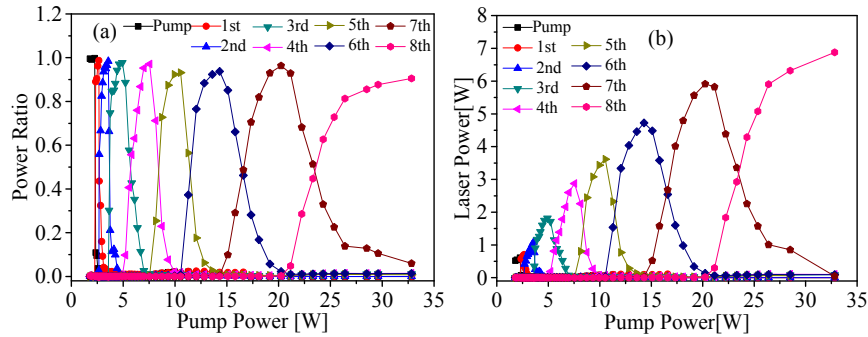 (a)
Pump 1st 3rd 5th 7th
2nd 4th 6th 8th
Power Ratio
1.2
1.0
0.8
0.6
0.4
0.2
0.0
0 5 10 15 20 25 30 35
Pump Power [W]
(b)
Pump
1st 5th
2nd 6th
3rd 7th
4th 8th
Laser Power[W]
8
7
6
5
4
3
2
1
0
0 5 10 15 20 25 30 35
Pump Power[W]